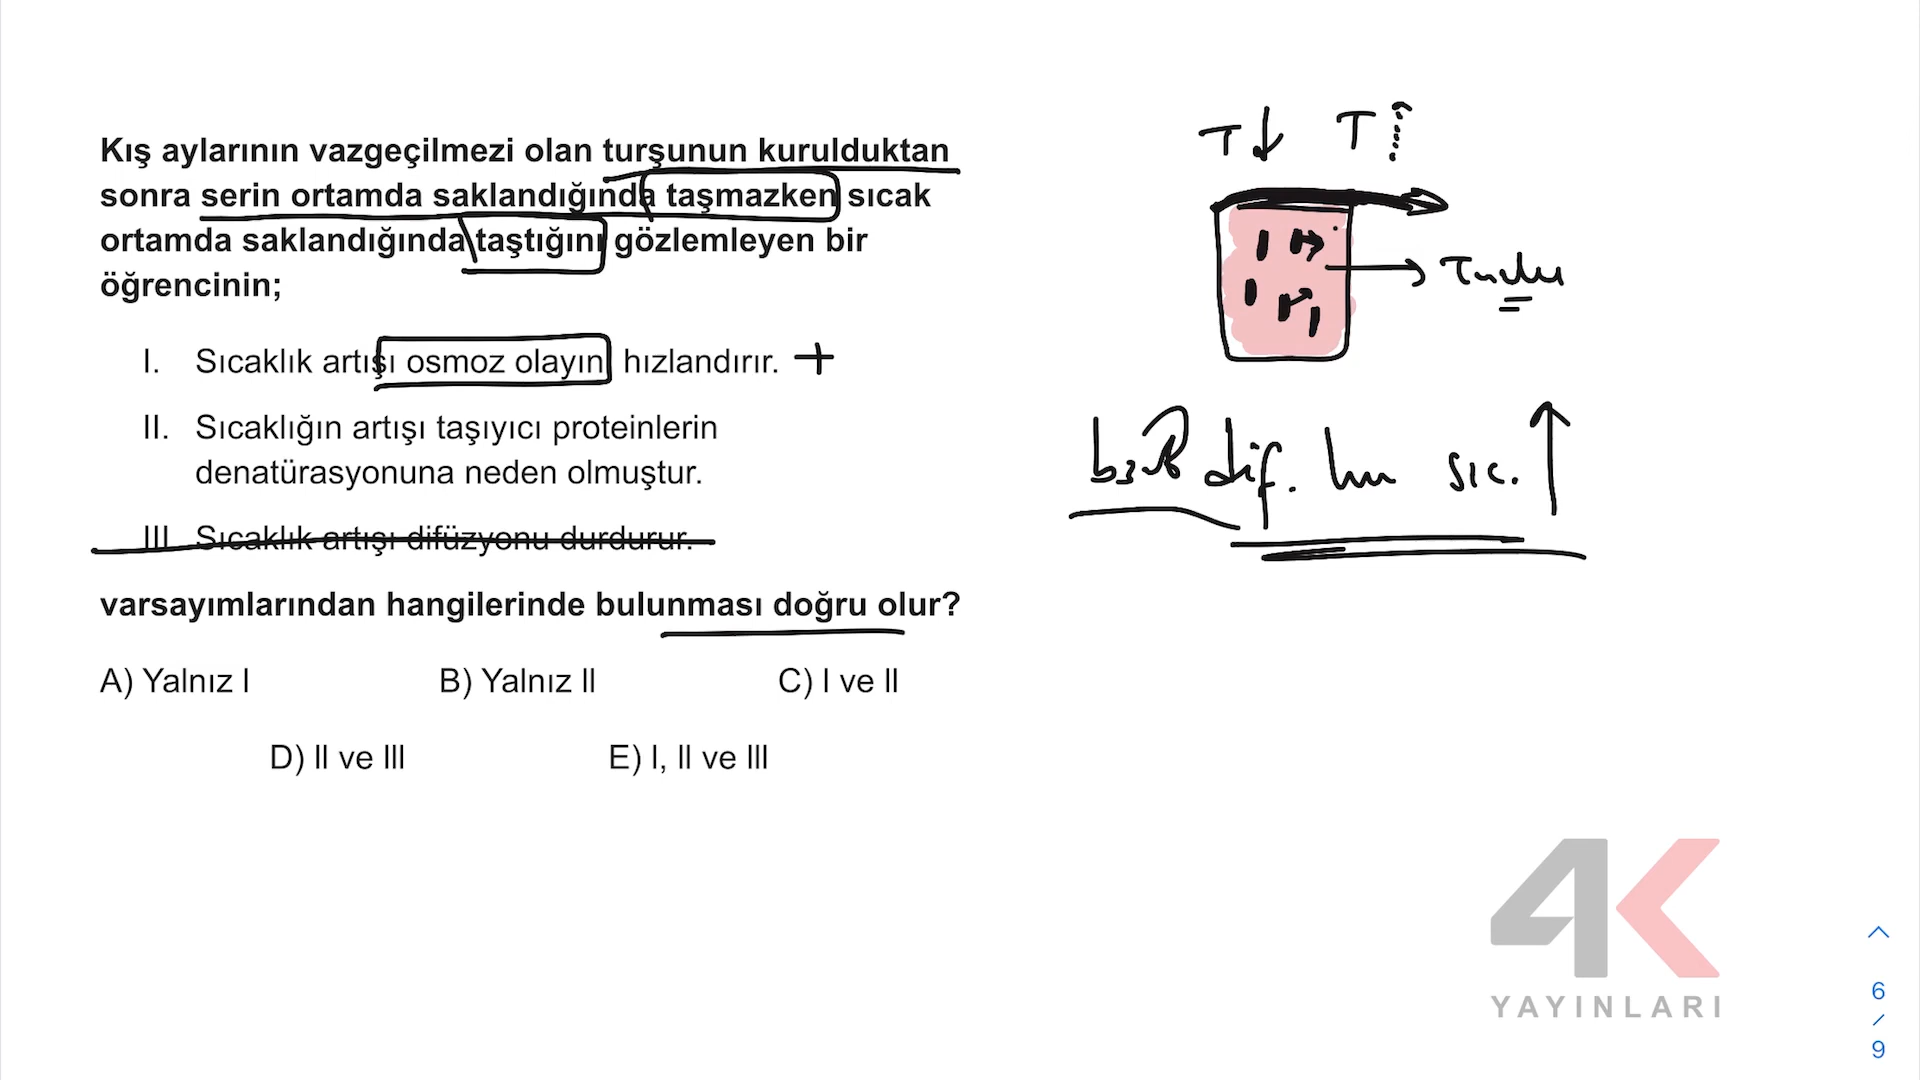 Kış aylarının vazgeçilmezi olan turşunun kurulduktan
sonra serin ortamda saklandığında taşmazken sıcak
ortamda saklandığında taştığını gözlemleyen bir
öğrencinin;
I. Sıcaklık artışı osmoz olayını hızlandırır. +
II. Sıcaklığın artışı taşıyıcı proteinlerin
denatürasyonuna neden olmuştur.
III. Sıcaklık artışı difüzyonu durdurur.
varsayımlarından hangilerinde bulunması doğru olur?
A) Yalnız I B) Yalnız II C) I ve II
D) II ve III E) I, II ve III
T↓ T↑
dif. sıc. ↑
4K
YAYINLARI
6
/
9